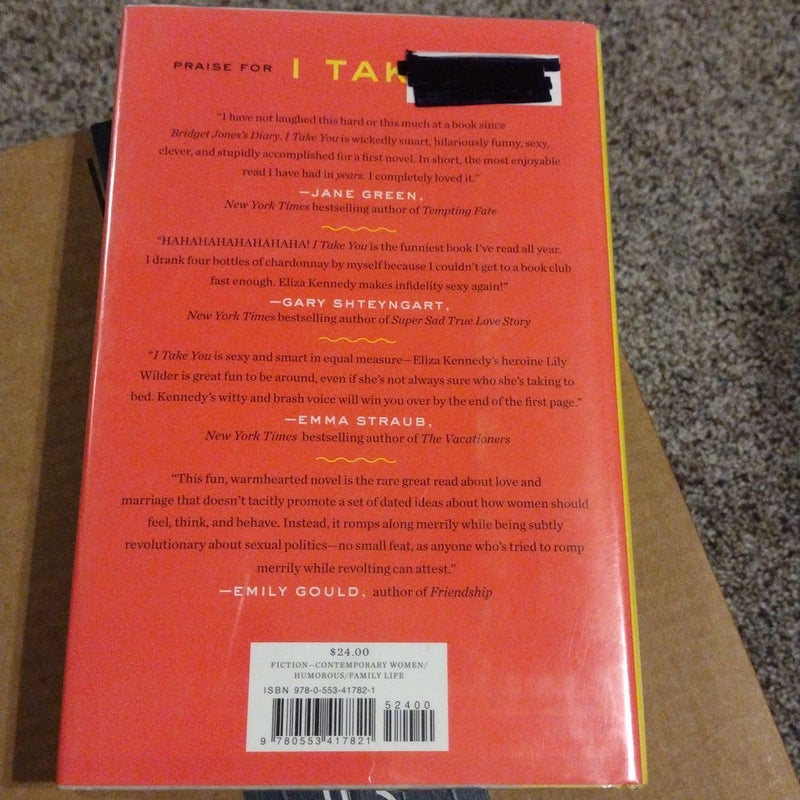 PRAISE FOR I TAK
“I have not laughed this hard or this much at a book since
Bridget Jones’s Diary. I Take You is wickedly smart, hilariously funny, sexy,
clever, and stupidly accomplished for a first novel. In short, the most enjoyable
read I have had in years. I completely loved it.”
—JANE GREEN,
New York Times bestselling author of Tempting Fate
“HAHAHAHAHAHAHAHA! I Take You is the funniest book I’ve read all year.
I drank four bottles of chardonnay by myself because I couldn’t get to a book club
fast enough. Eliza Kennedy makes infidelity sexy again!”
—GARY SHTEYNGART,
New York Times bestselling author of Super Sad True Love Story
“I Take You is sexy and smart in equal measure—Eliza Kennedy’s heroine Lily
Wilder is great fun to be around, even if she’s not always sure who she’s taking to
bed. Kennedy’s witty and brash voice will win you over by the end of the first page.”
—EMMA STRAUB,
New York Times bestselling author of The Vacationers
“This fun, warmhearted novel is the rare great read about love and
marriage that doesn’t tacitly promote a set of dated ideas about how women should
feel, think, and behave. Instead, it romps along merrily while being subtly
revolutionary about sexual politics—no small feat, as anyone who’s tried to romp
merrily while revolting can attest.”
—EMILY GOULD, author of Friendship
$24.00
FICTION—CONTEMPORARY WOMEN/
HUMOROUS/FAMILY LIFE
ISBN 978-0-553-41782-1
52400
9 780553 417821